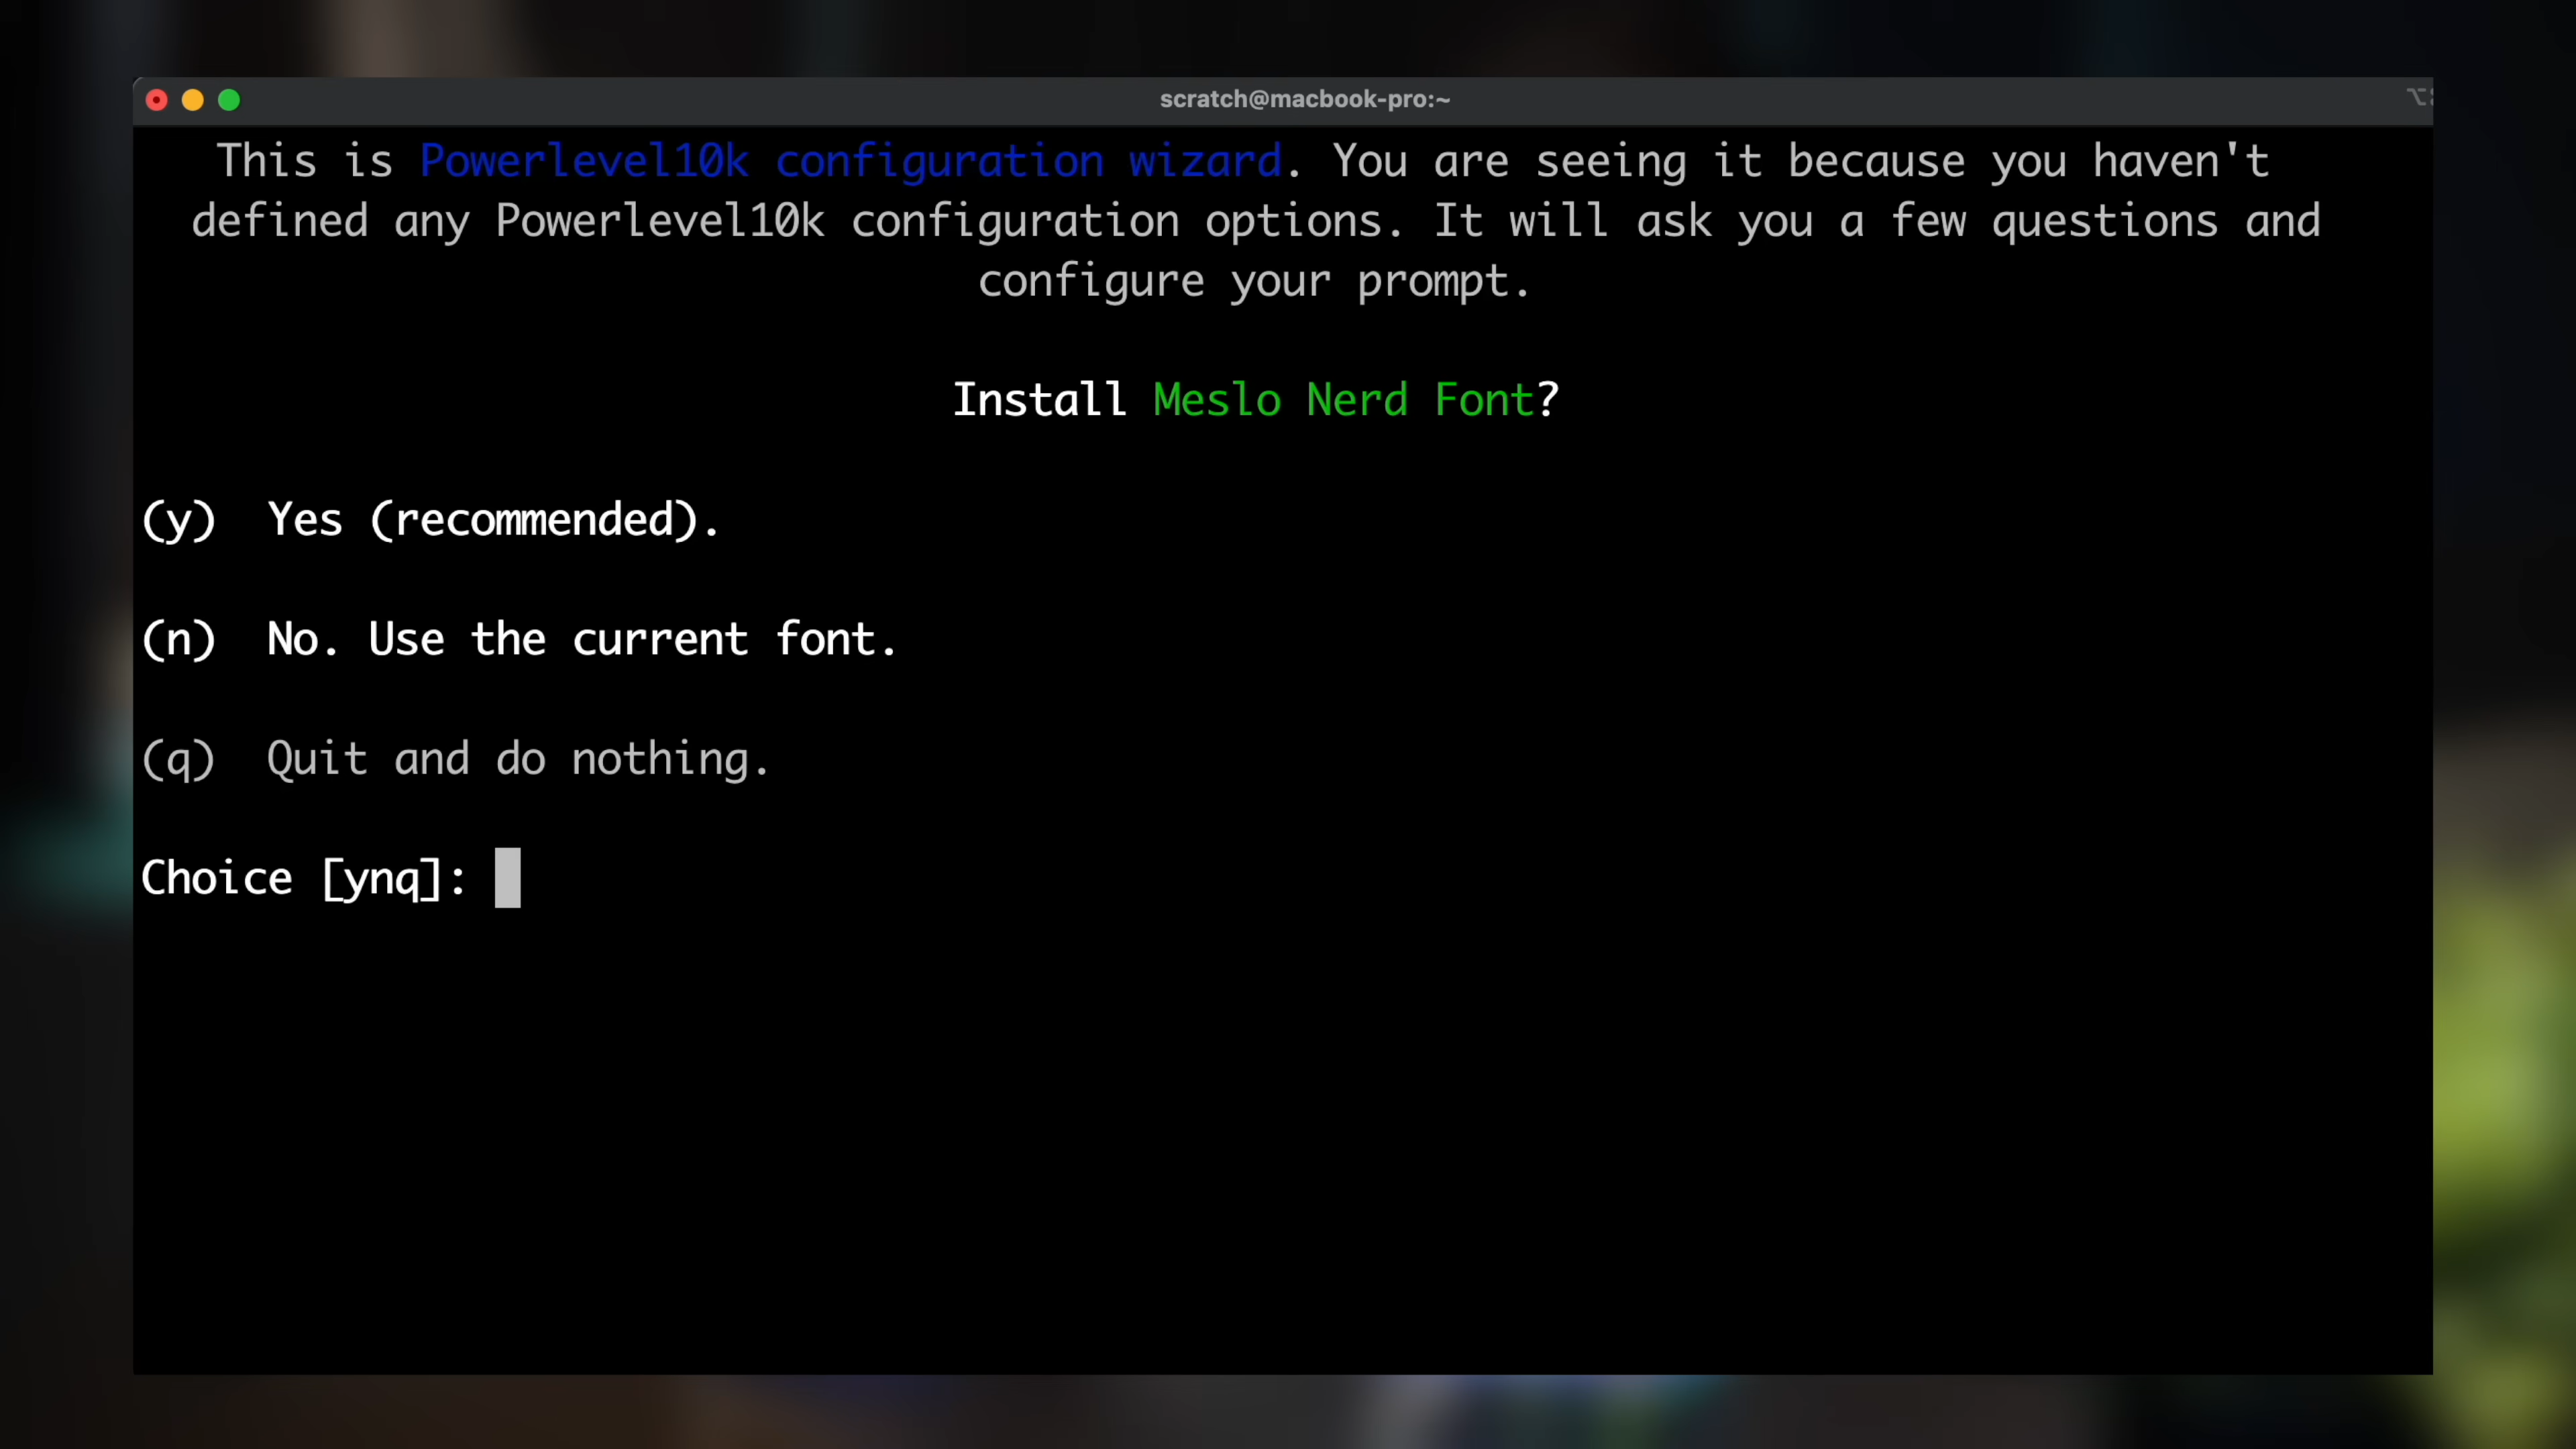 scratch@macbook-pro:~
This is Powerlevel10k configuration wizard. You are seeing it because you haven't
defined any Powerlevel10k configuration options. It will ask you a few questions and
configure your prompt.
Install Meslo Nerd Font?
(y) Yes (recommended).
(n) No. Use the current font.
(q) Quit and do nothing.
Choice [ynq]: